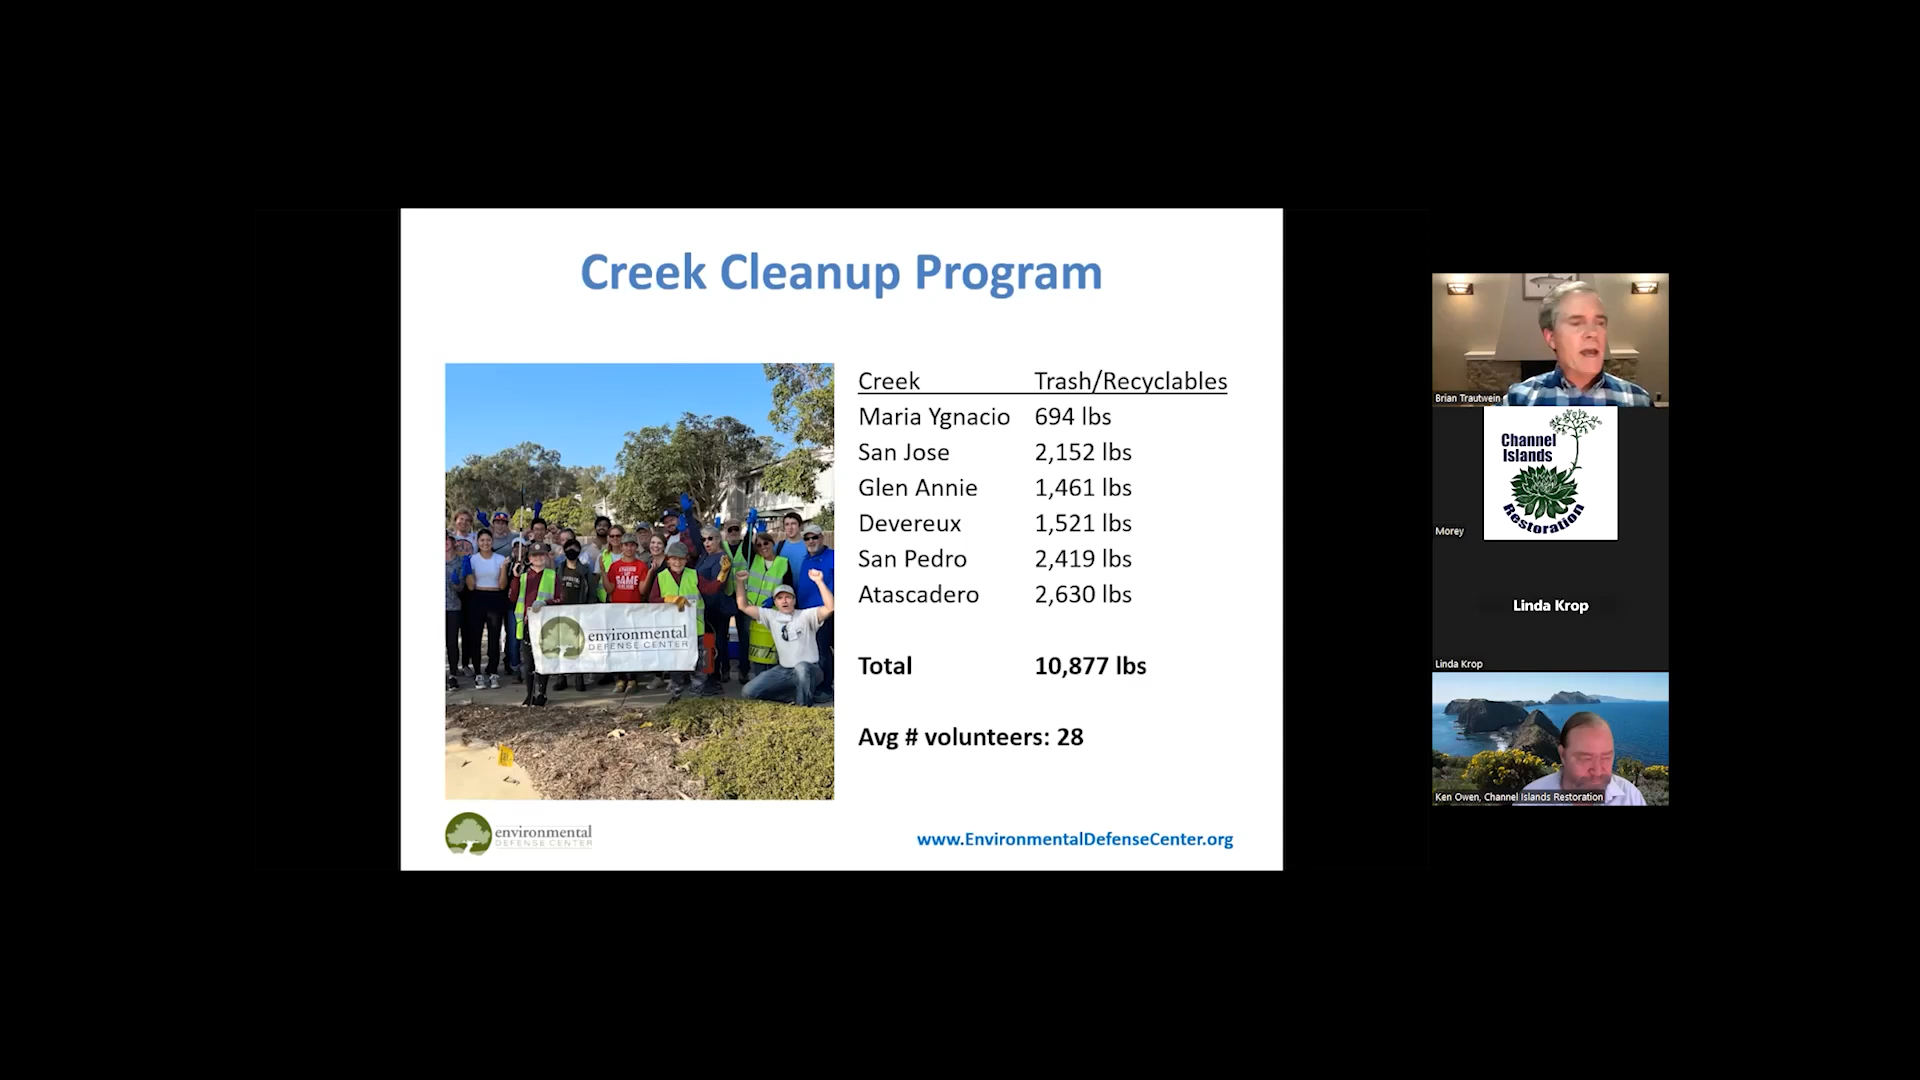 Creek Cleanup Program
Creek Trash/Recyclables
Maria Ygnacio 694 lbs
San Jose 2,152 lbs
Glen Annie 1,461 lbs
Devereux 1,521 lbs
San Pedro 2,419 lbs
Atascadero 2,630 lbs
Total 10,877 lbs
Avg # volunteers: 28
environmental
DEFENSE CENTER
environmental
DEFENSE CENTER
www.EnvironmentalDefenseCenter.org
Brian Trautwein
Channel
Islands
Restoration
Morey
Linda Krop
Linda Krop
Ken Owen, Channel Islands Restoration